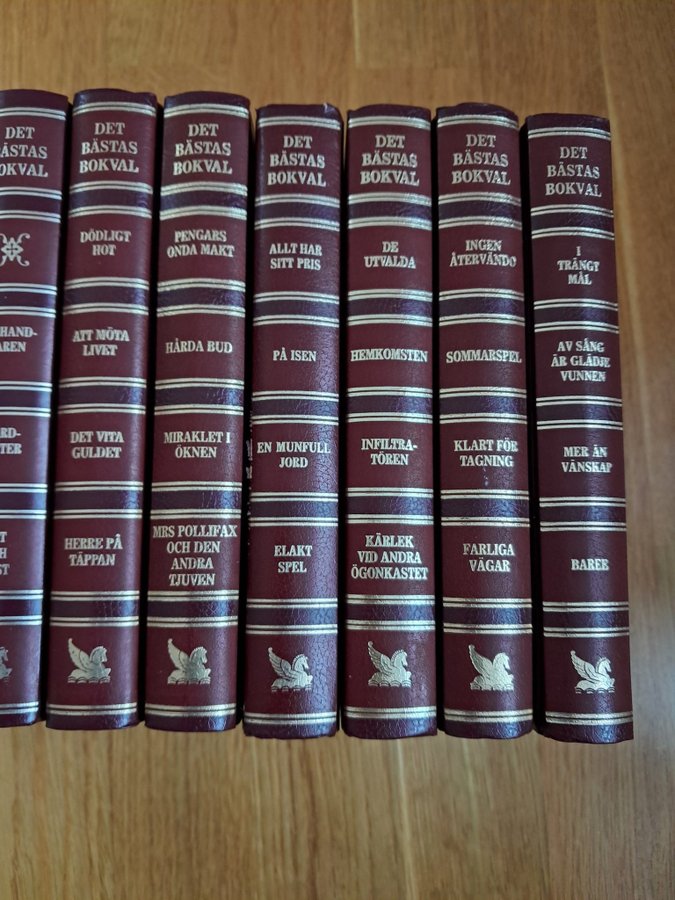 DET
BÄSTAS
BOKVAL
DET
BÄSTAS
BOKVAL
DÖDLIGT
HOT
ATT MÖTA
LIVET
DET VITA
GULDET
HERRE PÅ
TÄPPAN
DET
BÄSTAS
BOKVAL
PENGARS
ONDA MAKT
HÅRDA BUD
MIRAKLET I
ÖKNEN
MRS POLLIFAX
OCH DEN
ANDRA
TJUVEN
DET
BÄSTAS
BOKVAL
ALLT HAR
SITT PRIS
PÅ ISEN
EN MUNFULL
JORD
ELAKT
SPEL
DET
BÄSTAS
BOKVAL
DE
UTVALDA
HEMKOMSTEN
INFILTRA-
TÖREN
KÄRLEK
VID ANDRA
ÖGONKASTET
DET
BÄSTAS
BOKVAL
INGEN
ÅTERVÄNDO
SOMMARSPEL
KLART FÖR
TAGNING
FARLIGA
VÄGAR
DET
BÄSTAS
BOKVAL
I
TRÅNGT
MÅL
AV SÅNG
ÄR GLÄDJE
VUNNEN
MER ÄN
VÄNSKAP
BAREE